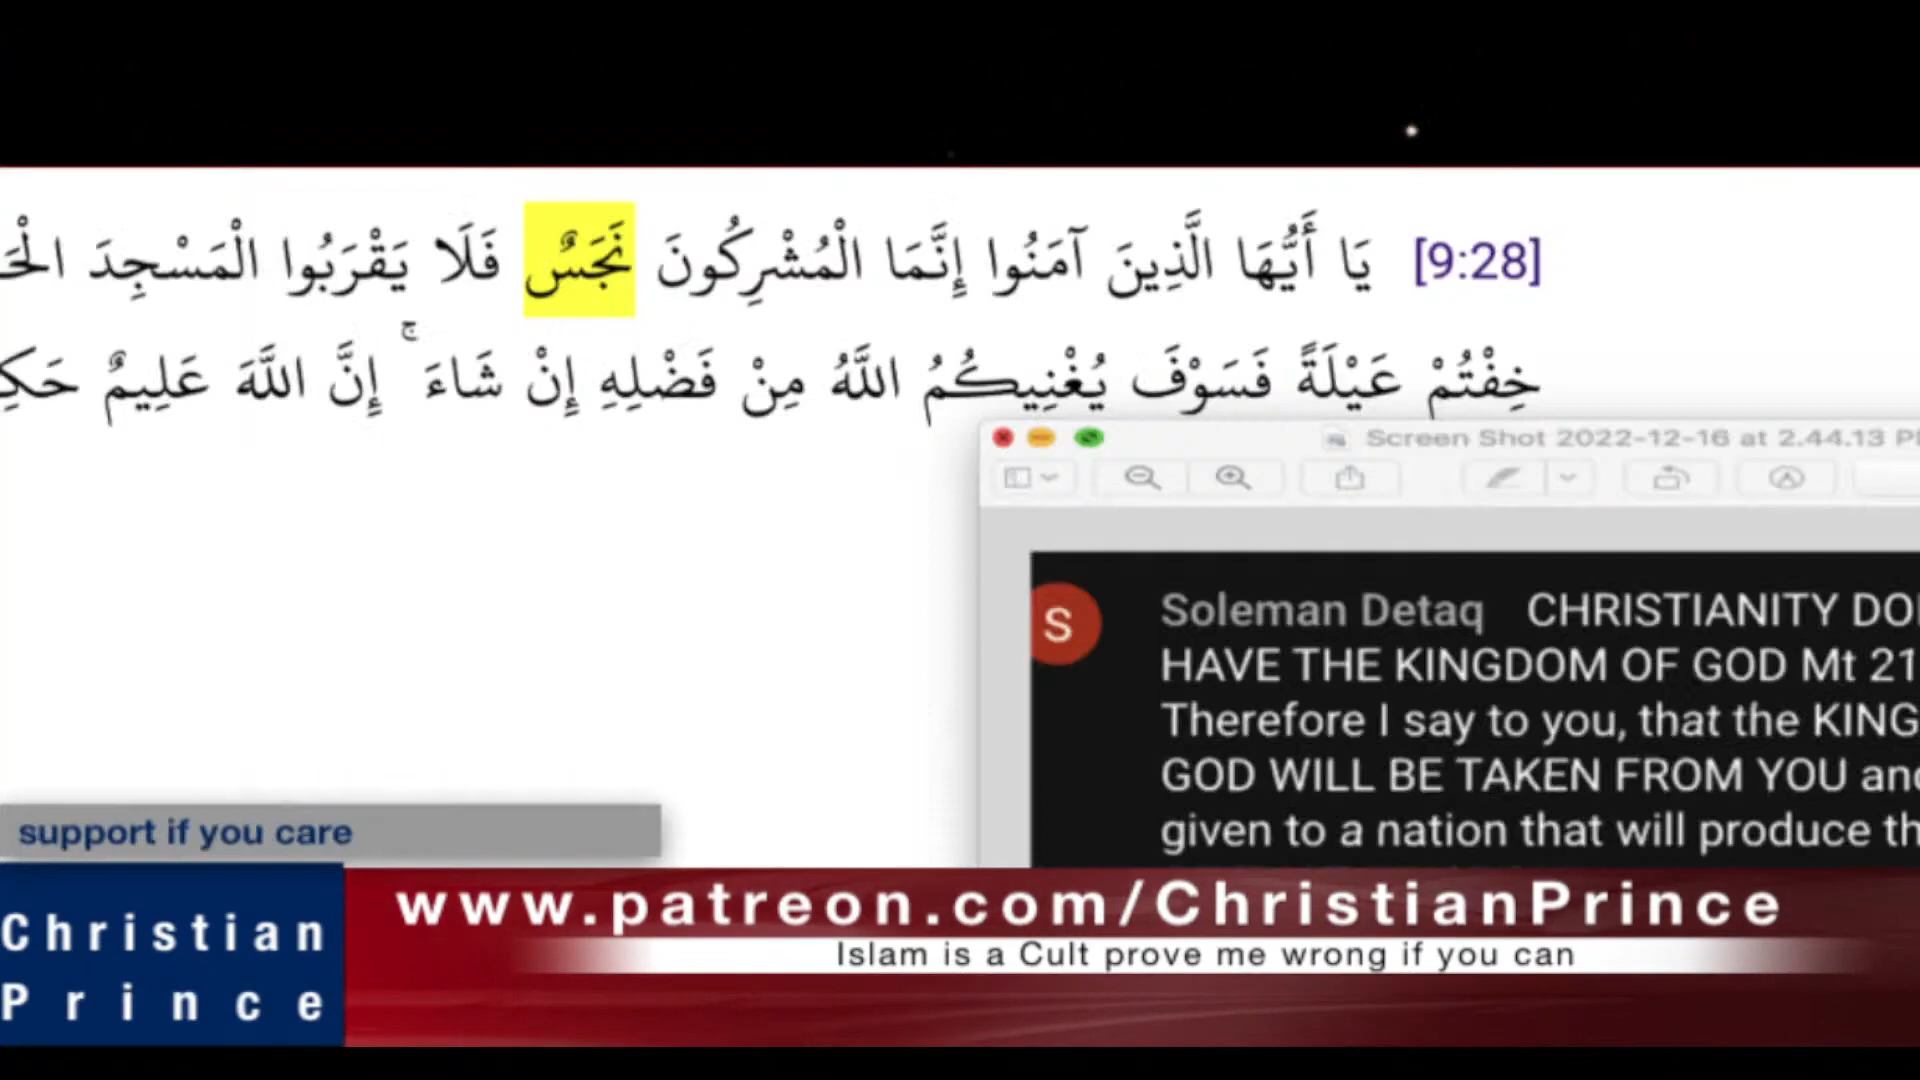 [9:28] يَا أَيُّهَا الَّذِينَ آمَنُوا إِنَّمَا الْمُشْرِكُونَ نَجَسٌ فَلَا يَقْرَبُوا الْمَسْجِدَ
خِفْتُمْ عَيْلَةً فَسَوْفَ يُغْنِيكُمُ اللَّهُ مِنْ فَضْلِهِ إِنْ شَاءَ ۚ إِنَّ اللَّهَ عَلِيمٌ
Screen Shot 2022-12-16 at 2.44.13
S
Soleman Detaq CHRISTIANITY
HAVE THE KINGDOM OF GOD Mt 21
Therefore I say to you, that the
GOD WILL BE TAKEN FROM YOU
given to a nation that will produce
support if you care
Christian
Prince
www.patreon.com/ChristianPrince
Islam is a Cult prove me wrong if you can